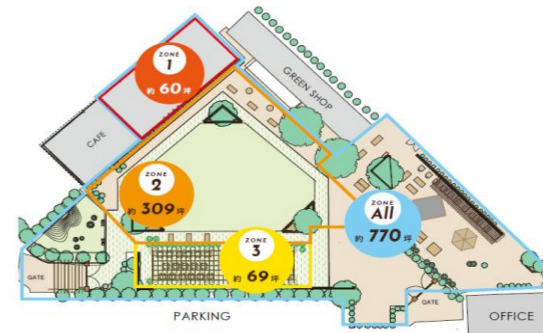 ZONE
1
約 60 坪
GREEN SHOP
CAFE
ZONE
2
約 309 坪
ZONE
All
約 770 坪
ZONE
3
約 69 坪
GATE
GATE
PARKING
OFFICE